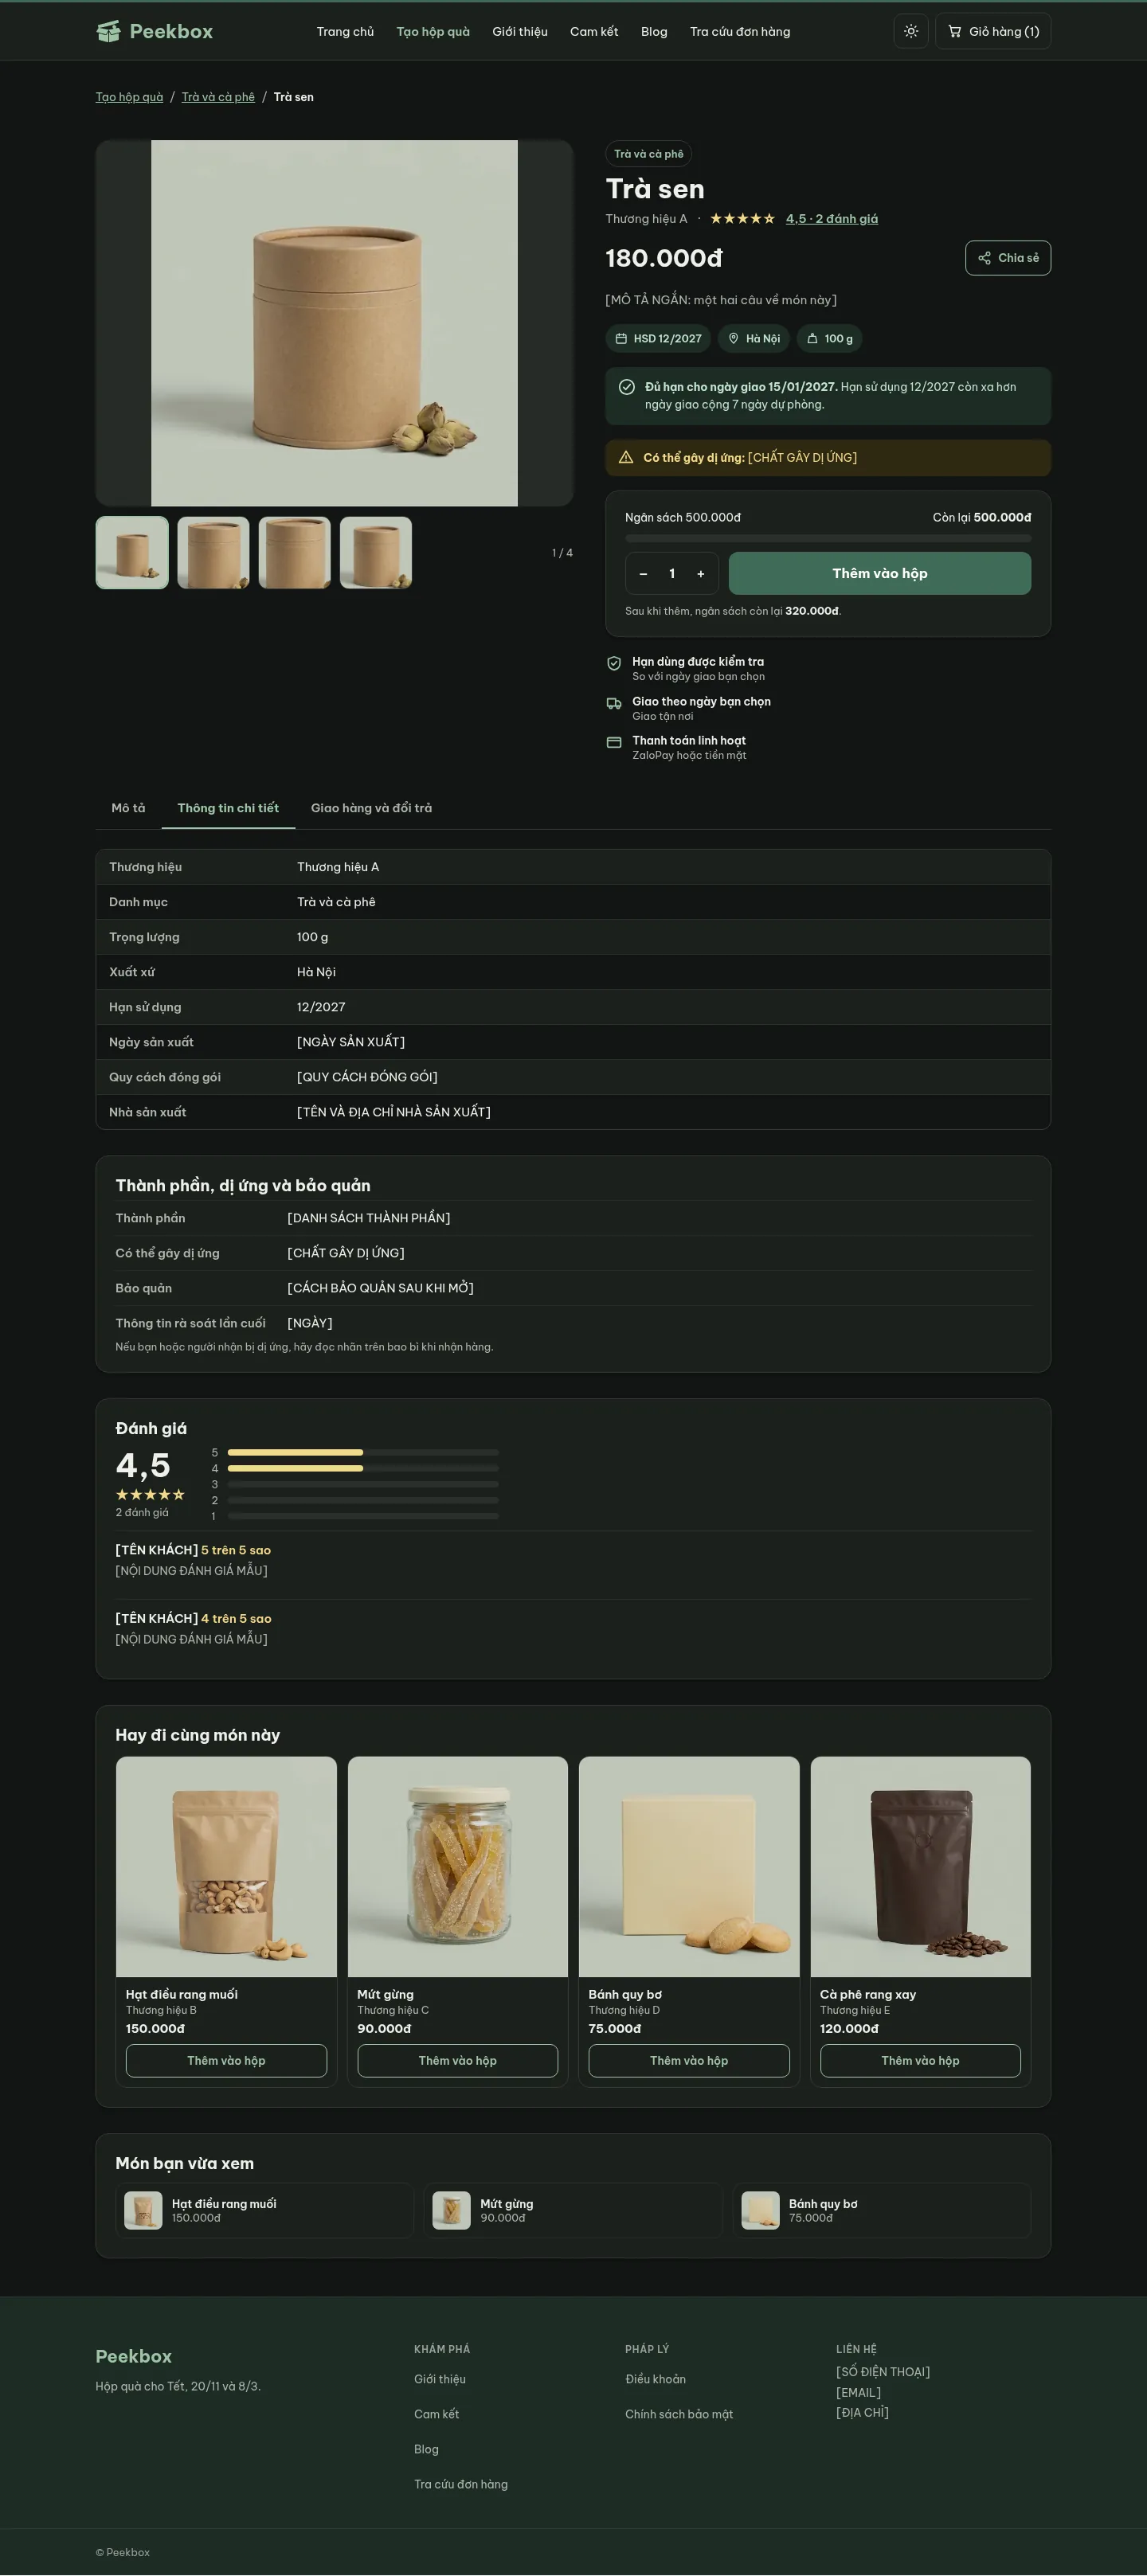 Peekbox
Trang chủ
Tạo hộp quà
Giới thiệu
Cam kết
Blog
Tra cứu đơn hàng
Giỏ hàng (1)
Tạo hộp quà / Trà và cà phê / Trà sen
Trà và cà phê
Trà sen
Thương hiệu A · ★★★★☆ 4,5 · 2 đánh giá
180.000đ
Chia sẻ
[MÔ TẢ NGẮN: một hai câu về món này]
HSD 12/2027
Hà Nội
100 g
Đủ hạn cho ngày giao 15/01/2027. Hạn sử dụng 12/2027 còn xa hơn
ngày giao cộng 7 ngày dự phòng.
Có thể gây dị ứng: [CHẤT GÂY DỊ ỨNG]
Ngân sách 500.000đ
Còn lại 500.000đ
− 1 +
Thêm vào hộp
Sau khi thêm, ngân sách còn lại 320.000đ.
1 / 4
Hạn dùng được kiểm tra
So với ngày giao bạn chọn
Giao theo ngày bạn chọn
Giao tận nơi
Thanh toán linh hoạt
ZaloPay hoặc tiền mặt
Mô tả
Thông tin chi tiết
Giao hàng và đổi trả
Thương hiệu Thương hiệu A
Danh mục Trà và cà phê
Trọng lượng 100 g
Xuất xứ Hà Nội
Hạn sử dụng 12/2027
Ngày sản xuất [NGÀY SẢN XUẤT]
Quy cách đóng gói [QUY CÁCH ĐÓNG GÓI]
Nhà sản xuất [TÊN VÀ ĐỊA CHỈ NHÀ SẢN XUẤT]
Thành phần, dị ứng và bảo quản
Thành phần [DANH SÁCH THÀNH PHẦN]
Có thể gây dị ứng [CHẤT GÂY DỊ ỨNG]
Bảo quản [CÁCH BẢO QUẢN SAU KHI MỞ]
Thông tin rà soát lần cuối [NGÀY]
Nếu bạn hoặc người nhận bị dị ứng, hãy đọc nhãn trên bao bì khi nhận hàng.
Đánh giá
4,5
★★★★☆
2 đánh giá
5
4
3
2
1
[TÊN KHÁCH] 5 trên 5 sao
[NỘI DUNG ĐÁNH GIÁ MẪU]
[TÊN KHÁCH] 4 trên 5 sao
[NỘI DUNG ĐÁNH GIÁ MẪU]
Hay đi cùng món này
Hạt điều rang muối
Thương hiệu B
150.000đ
Thêm vào hộp
Mứt gừng
Thương hiệu C
90.000đ
Thêm vào hộp
Bánh quy bơ
Thương hiệu D
75.000đ
Thêm vào hộp
Cà phê rang xay
Thương hiệu E
120.000đ
Thêm vào hộp
Món bạn vừa xem
Hạt điều rang muối
150.000đ
Mứt gừng
90.000đ
Bánh quy bơ
75.000đ
Peekbox
Hộp quà cho Tết, 20/11 và 8/3.
KHÁM PHÁ
Giới thiệu
Cam kết
Blog
Tra cứu đơn hàng
PHÁP LÝ
Điều khoản
Chính sách bảo mật
LIÊN HỆ
[SỐ ĐIỆN THOẠI]
[EMAIL]
[ĐỊA CHỈ]
© Peekbox